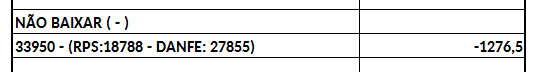 NÃO BAIXAR ( - )
33950 - (RPS:18788 - DANFE: 27855) -1276,5